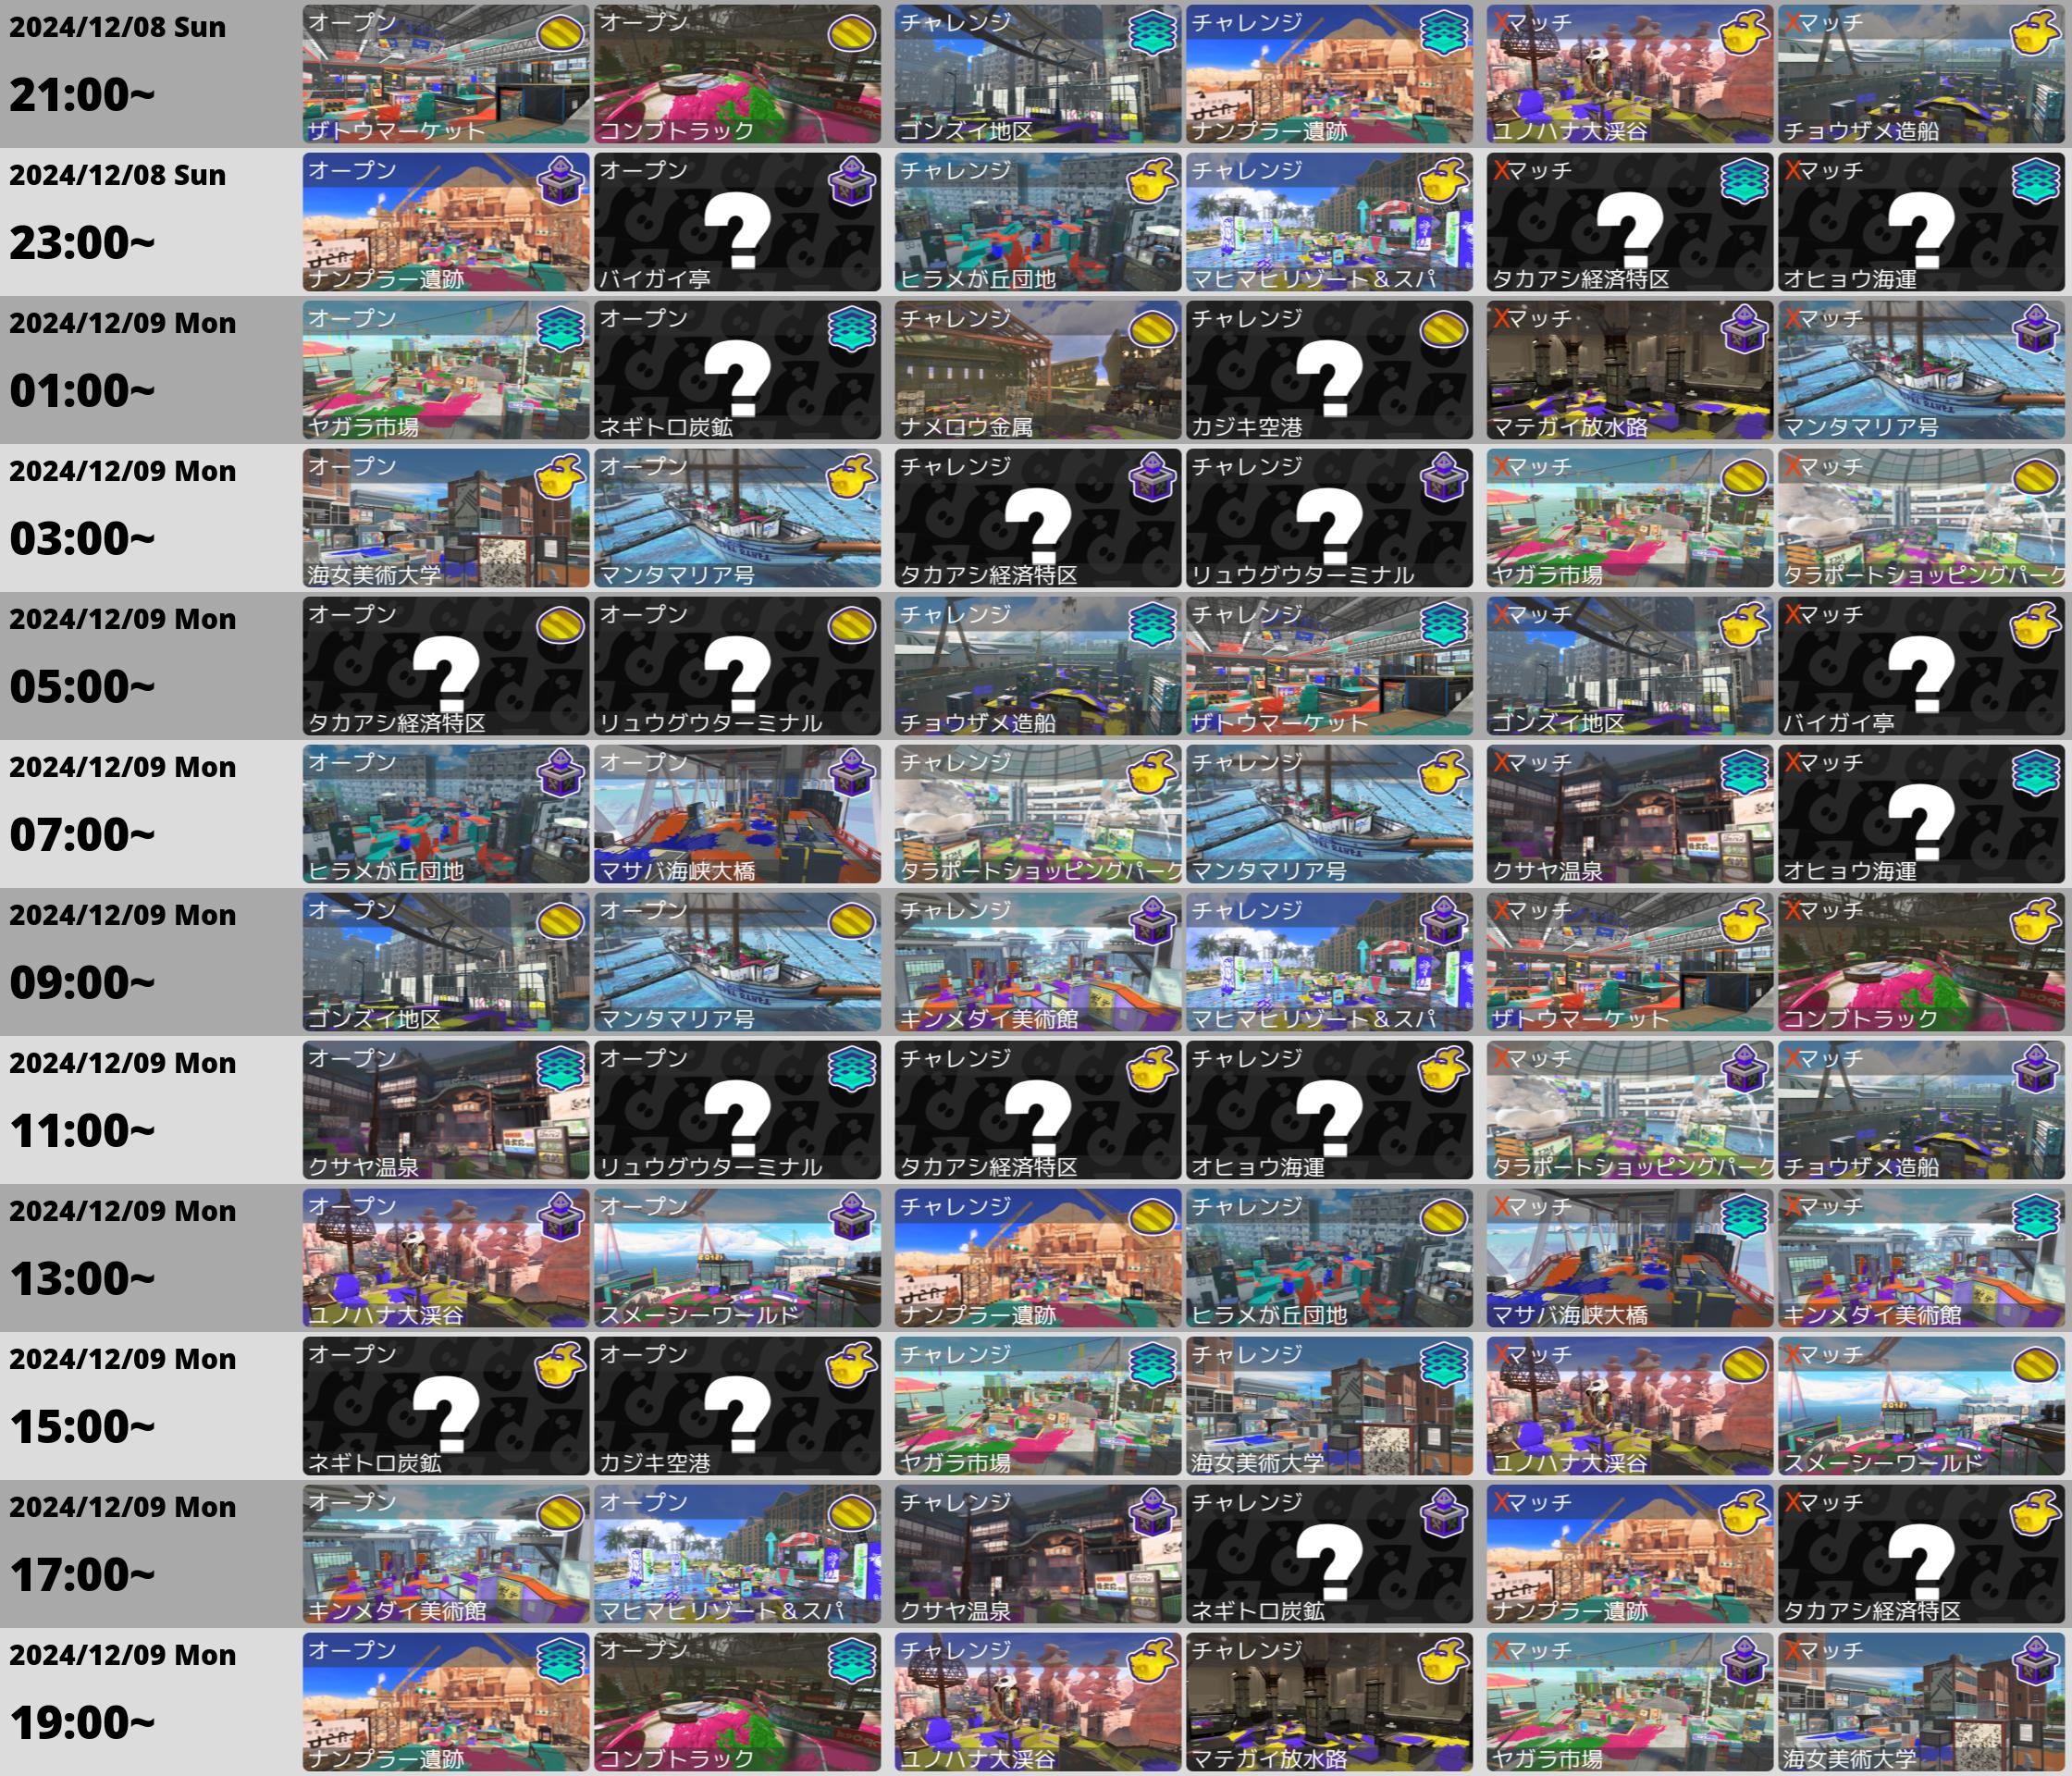 2024/12/08 Sun
21:00~
オープン
ザトウマーケット
オープン
コンブトラック
チャレンジ
ゴンズイ地区
チャレンジ
ナンプラー遺跡
Xマッチ
ユノハナ大渓谷
Xマッチ
チョウザメ造船
2024/12/08 Sun
23:00~
オープン
ナンプラー遺跡
オープン
?
バイガイ亭
チャレンジ
ヒラメが丘団地
チャレンジ
マヒマヒリゾート&スパ
Xマッチ
?
タカアシ経済特区
Xマッチ
?
オヒョウ海運
2024/12/09 Mon
01:00~
オープン
ヤガラ市場
オープン
?
ネギトロ炭鉱
チャレンジ
ナメロウ金属
チャレンジ
?
カジキ空港
Xマッチ
マテガイ放水路
Xマッチ
マンタマリア号
2024/12/09 Mon
03:00~
オープン
海女美術大学
オープン
マンタマリア号
チャレンジ
?
タカアシ経済特区
チャレンジ
?
リュウグウターミナル
Xマッチ
ヤガラ市場
Xマッチ
タラポートショッピングパーク
2024/12/09 Mon
05:00~
オープン
?
タカアシ経済特区
オープン
?
リュウグウターミナル
チャレンジ
チョウザメ造船
チャレンジ
ザトウマーケット
Xマッチ
ゴンズイ地区
Xマッチ
?
バイガイ亭
2024/12/09 Mon
07:00~
オープン
ヒラメが丘団地
オープン
マサバ海峡大橋
チャレンジ
タラポートショッピングパーク
チャレンジ
マンタマリア号
Xマッチ
クサヤ温泉
Xマッチ
?
オヒョウ海運
2024/12/09 Mon
09:00~
オープン
ゴンズイ地区
オープン
マンタマリア号
チャレンジ
キンメダイ美術館
チャレンジ
マヒマヒリゾート&スパ
Xマッチ
ザトウマーケット
Xマッチ
コンブトラック
2024/12/09 Mon
11:00~
オープン
クサヤ温泉
オープン
?
リュウグウターミナル
チャレンジ
?
タカアシ経済特区
チャレンジ
?
オヒョウ海運
Xマッチ
タラポートショッピングパーク
Xマッチ
チョウザメ造船
2024/12/09 Mon
13:00~
オープン
ユノハナ大渓谷
オープン
スメーシーワールド
チャレンジ
ナンプラー遺跡
チャレンジ
ヒラメが丘団地
Xマッチ
マサバ海峡大橋
Xマッチ
キンメダイ美術館
2024/12/09 Mon
15:00~
オープン
?
ネギトロ炭鉱
オープン
?
カジキ空港
チャレンジ
ヤガラ市場
チャレンジ
海女美術大学
Xマッチ
ユノハナ大渓谷
Xマッチ
スメーシーワールド
2024/12/09 Mon
17:00~
オープン
キンメダイ美術館
オープン
マヒマヒリゾート&スパ
チャレンジ
クサヤ温泉
チャレンジ
?
ネギトロ炭鉱
Xマッチ
ナンプラー遺跡
Xマッチ
?
タカアシ経済特区
2024/12/09 Mon
19:00~
オープン
ナンプラー遺跡
オープン
コンブトラック
チャレンジ
ユノハナ大渓谷
チャレンジ
マテガイ放水路
Xマッチ
ヤガラ市場
Xマッチ
海女美術大学